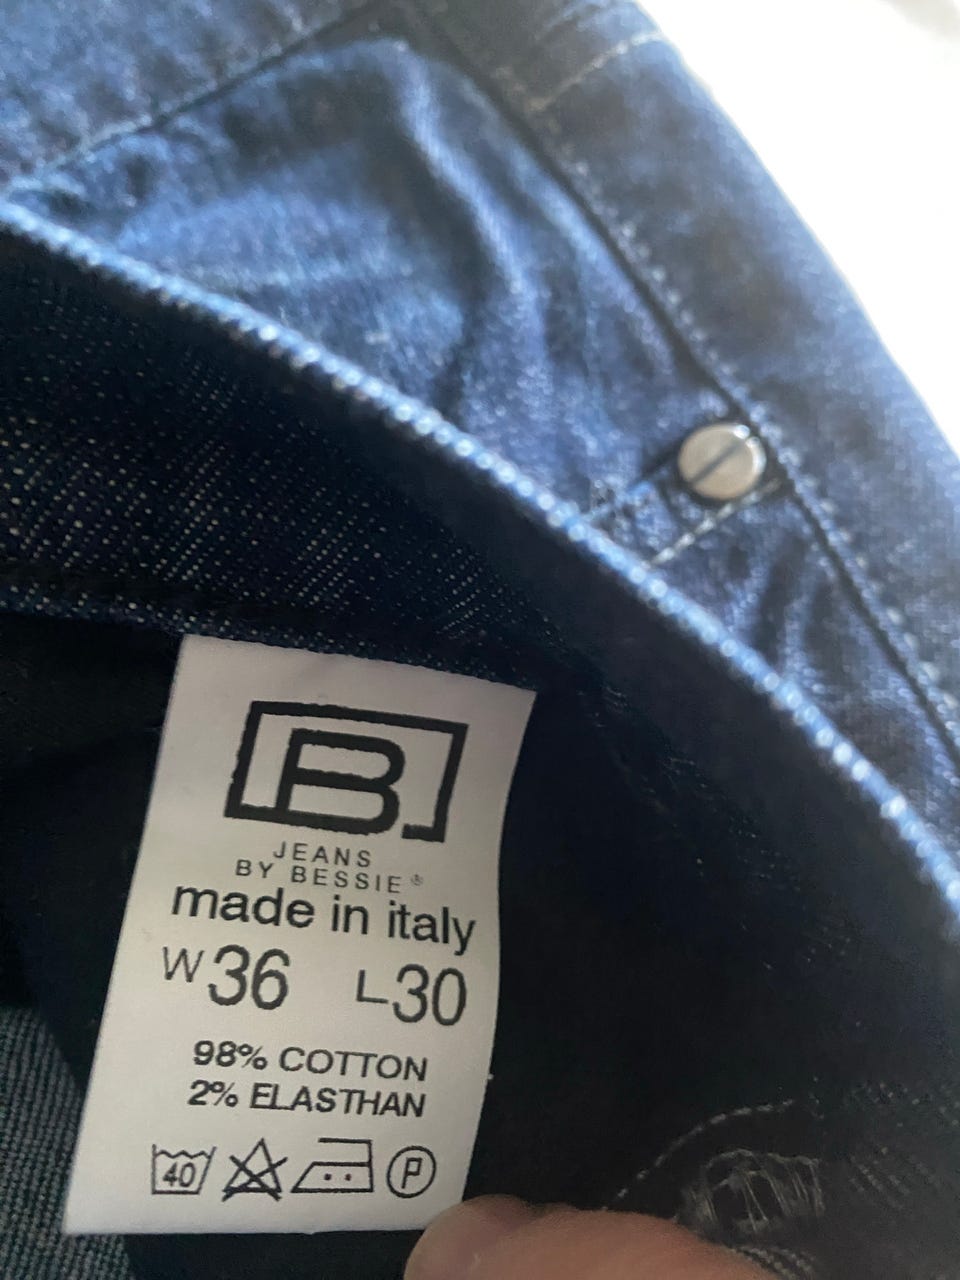 B
JEANS
BY BESSIE®
made in italy
W36 L30
98% COTTON
2% ELASTHAN
40 P